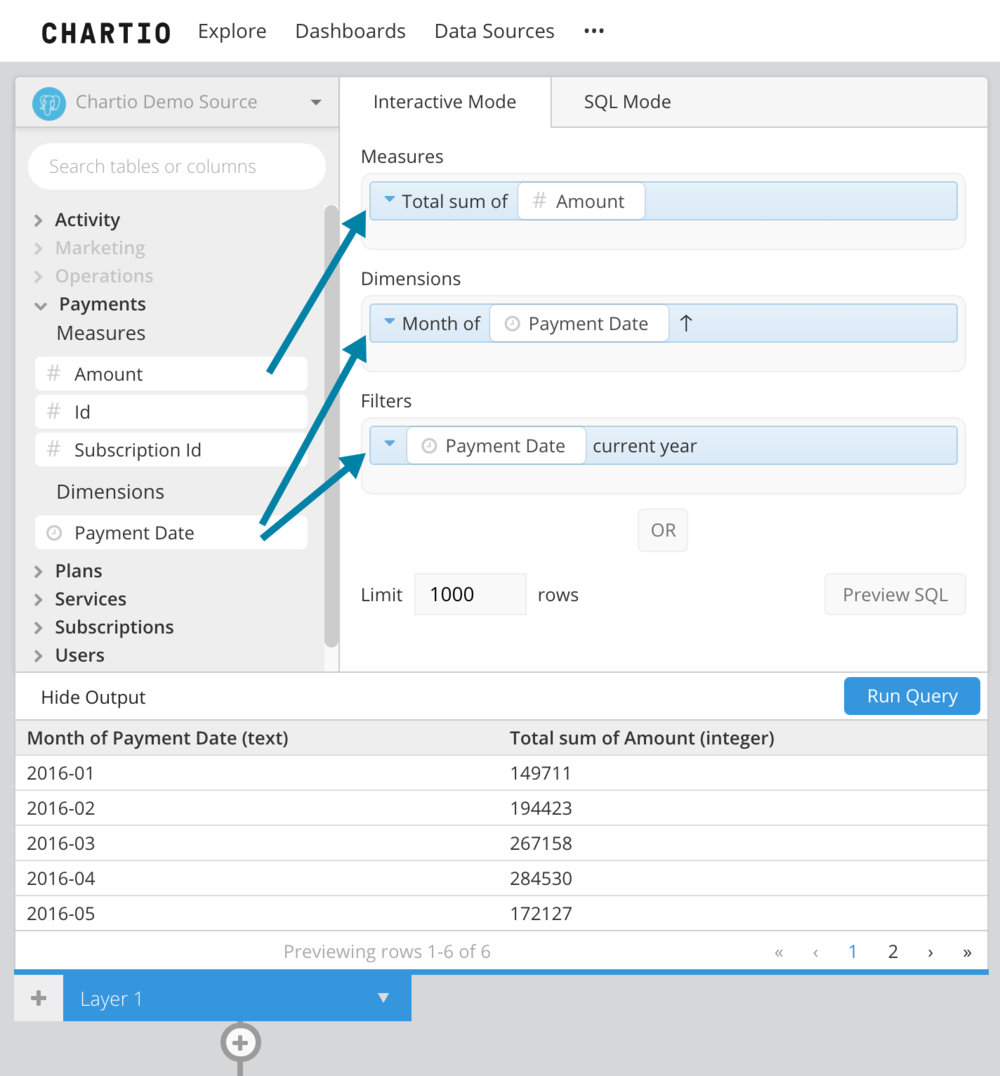 CHARTIO Explore Dashboards Data Sources •••
Chartio Demo Source
Interactive Mode SQL Mode
Search tables or columns
Activity
Marketing
Operations
Payments
Measures
# Amount
# Id
# Subscription Id
Dimensions
Payment Date
Plans
Services
Subscriptions
Users
Measures
Total sum of # Amount
Dimensions
Month of Payment Date ↑
Filters
Payment Date current year
OR
Limit 1000 rows Preview SQL
Hide Output Run Query
Month of Payment Date (text) Total sum of Amount (integer)
2016-01 149711
2016-02 194423
2016-03 267158
2016-04 284530
2016-05 172127
Previewing rows 1-6 of 6 « ‹ 1 2 › »
+ Layer 1 ▼
+